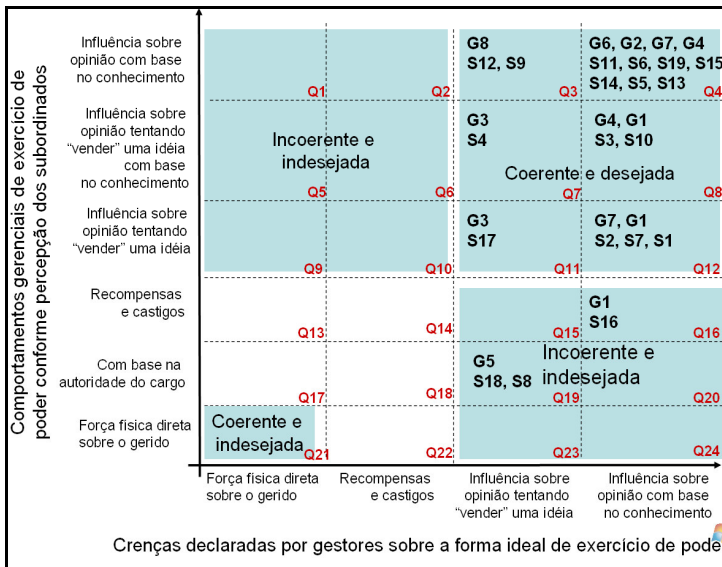 Comportamentos gerenciais de exercício de
poder conforme percepção dos subordinados
Influência sobre
opinião com base
no conhecimento
G8
S12, S9
G6, G2, G7, G4
S11, S6, S19, S15
S14, S5, S13
Q1
Q2
Q3
Q4
Influência sobre
opinião tentando
“vender” uma idéia
com base
no conhecimento
Incoerente e
indesejada
G3
S4
G4, G1
S3, S10
Coerente e desejada
Q5
Q6
Q7
Q8
Influência sobre
opinião tentando
“vender” uma idéia
G3
S17
G7, G1
S2, S7, S1
Q9
Q10
Q11
Q12
Recompensas
e castigos
G1
S16
Q13
Q14
Q15
Q16
Com base na
autoridade do cargo
G5
S18, S8
Incoerente e
indesejada
Q17
Q18
Q19
Q20
Força fisica direta
sobre o gerido
Coerente e
indesejada
Q21
Q22
Q23
Q24
Força fisica direta
sobre o gerido
Recompensas
e castigos
Influência sobre
opinião tentando
“vender” uma idéia
Influência sobre
opinião com base
no conhecimento
Crenças declaradas por gestores sobre a forma ideal de exercício de pode